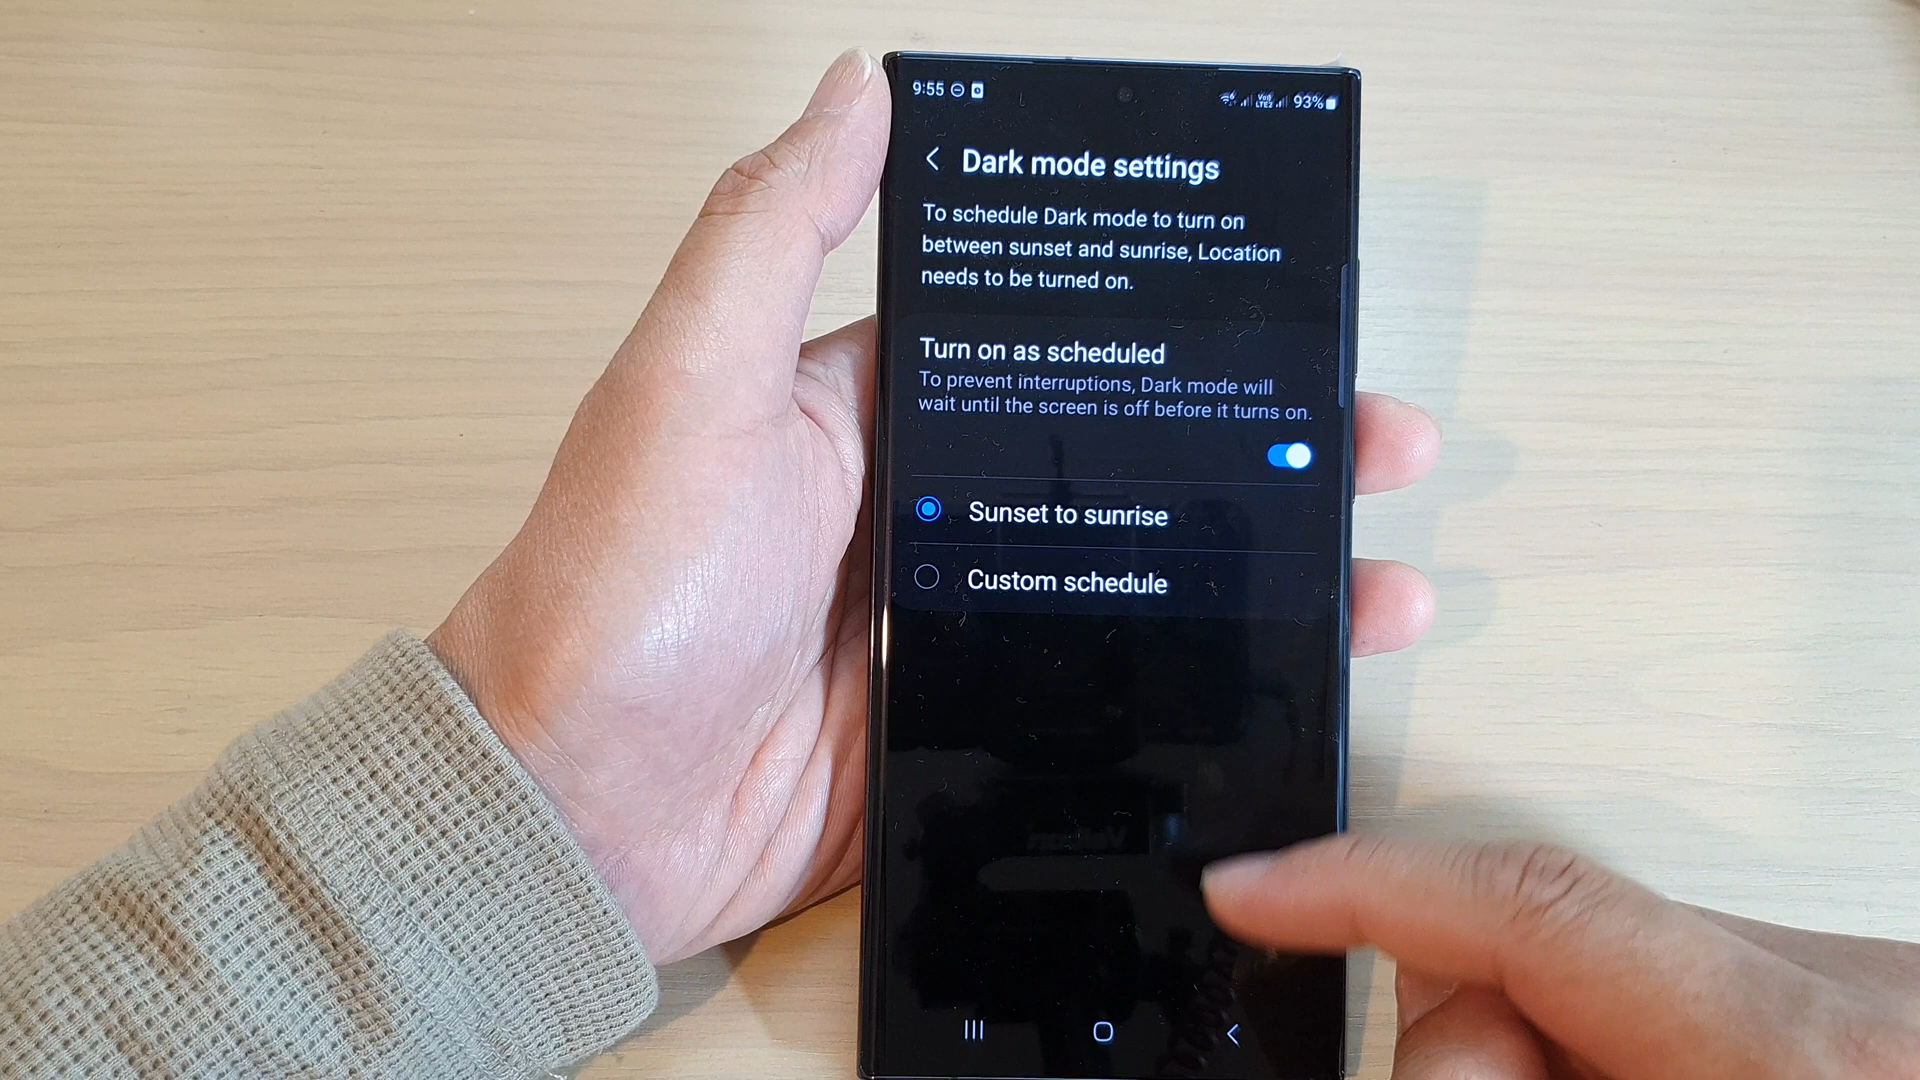 9:55 93%
Dark mode settings
To schedule Dark mode to turn on
between sunset and sunrise, Location
needs to be turned on.
Turn on as scheduled
To prevent interruptions, Dark mode will
wait until the screen is off before it turns on.
Sunset to sunrise
Custom schedule